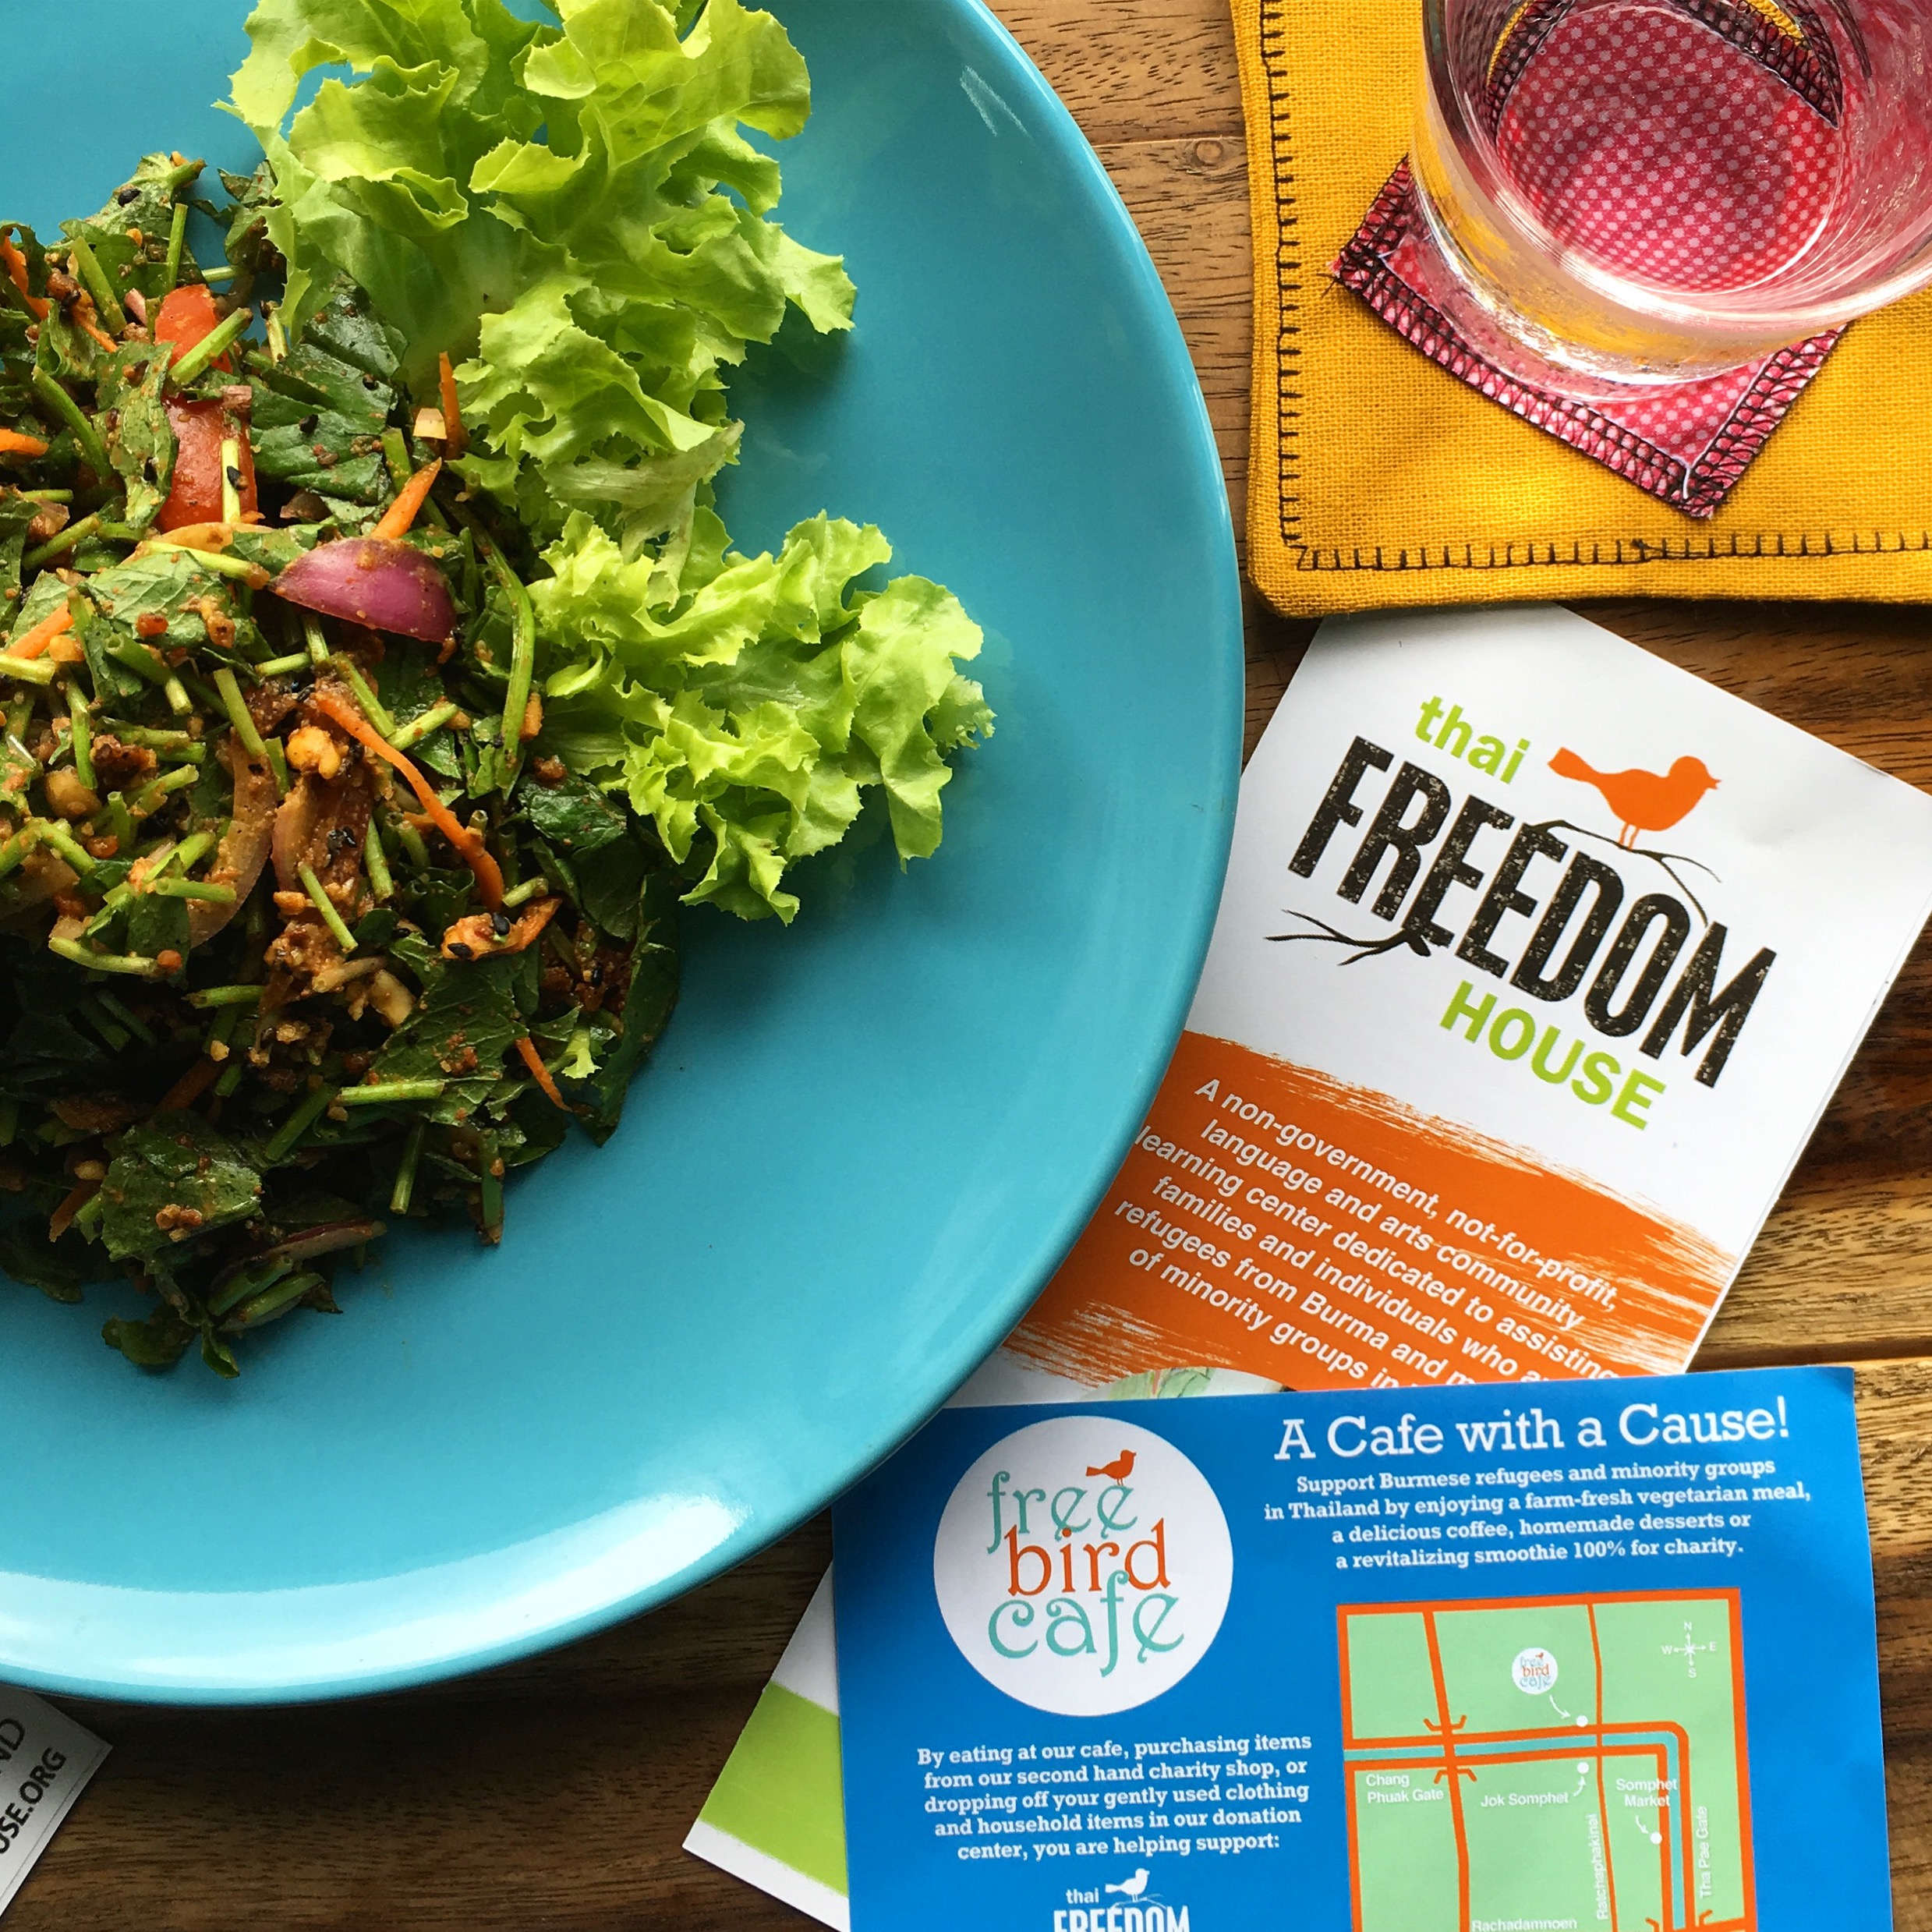 thai
FREEDOM
HOUSE
A non-government, not-for-profit,
language and arts community
learning center dedicated to assisting
families and individuals who
refugees from Burma and
of minority groups in
A Cafe with a Cause!
Support Burmese refugees and minority groups
in Thailand by enjoying a farm-fresh vegetarian meal,
a delicious coffee, homemade desserts or
a revitalizing smoothie 100% for charity.
free
bird
cafe
N
W E
S
free
bird
cafe
Chang
Phuak Gate
Jok Somphet
Somphet
Market
Ratchaphakinai
Tha Pae Gate
Rachadamnoen
By eating at our cafe, purchasing items
from our second hand charity shop, or
dropping off your gently used clothing
and household items in our donation
center, you are helping support:
thai
FREEDOM
ND
USE.ORG